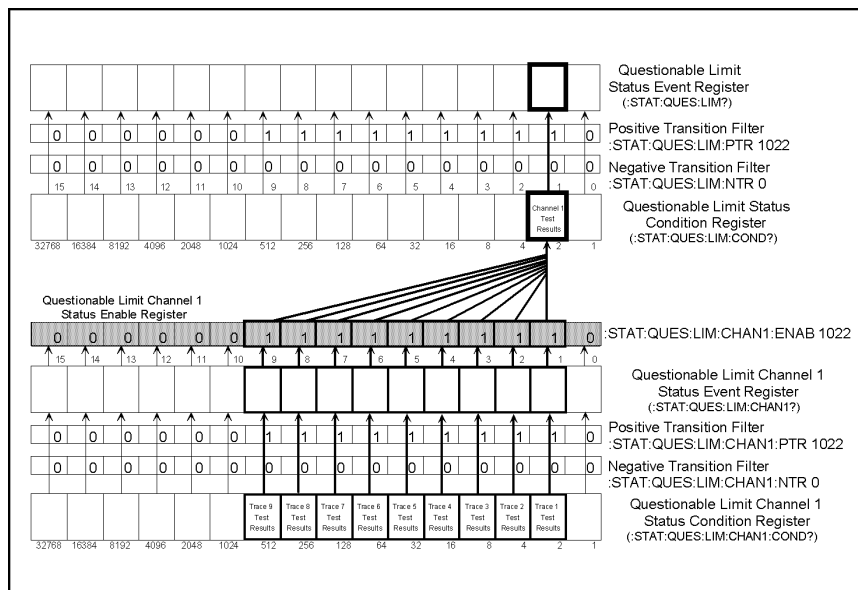 Questionable Limit
Status Event Register
(:STAT:QUES:LIM?)
0 0 0 0 0 0 1 1 1 1 1 1 1 1 1 0
Positive Transition Filter
:STAT:QUES:LIM:PTR 1022
0 0 0 0 0 0 0 0 0 0 0 0 0 0 0 0
Negative Transition Filter
:STAT:QUES:LIM:NTR 0
15 14 13 12 11 10 9 8 7 6 5 4 3 2 1 0
Channel 1
Test
Results
Questionable Limit Status
Condition Register
(:STAT:QUES:LIM:COND?)
32768 16384 8192 4096 2048 1024 512 256 128 64 32 16 8 4 2 1
Questionable Limit Channel 1
Status Enable Register
0 0 0 0 0 0 1 1 1 1 1 1 1 1 1 0
:STAT:QUES:LIM:CHAN1:ENAB 1022
15 14 13 12 11 10 9 8 7 6 5 4 3 2 1 0
Questionable Limit Channel 1
Status Event Register
(:STAT:QUES:LIM:CHAN1?)
0 0 0 0 0 0 1 1 1 1 1 1 1 1 1 0
Positive Transition Filter
:STAT:QUES:LIM:CHAN1:PTR 1022
0 0 0 0 0 0 0 0 0 0 0 0 0 0 0 0
Negative Transition Filter
:STAT:QUES:LIM:CHAN1:NTR 0
Trace 9 Trace 8 Trace 7 Trace 6 Trace 5 Trace 4 Trace 3 Trace 2 Trace 1
Test Test Test Test Test Test Test Test Test
Results Results Results Results Results Results Results Results Results
Questionable Limit Channel 1
Status Condition Register
(:STAT:QUES:LIM:CHAN1:COND?)
32768 16384 8192 4096 2048 1024 512 256 128 64 32 16 8 4 2 1